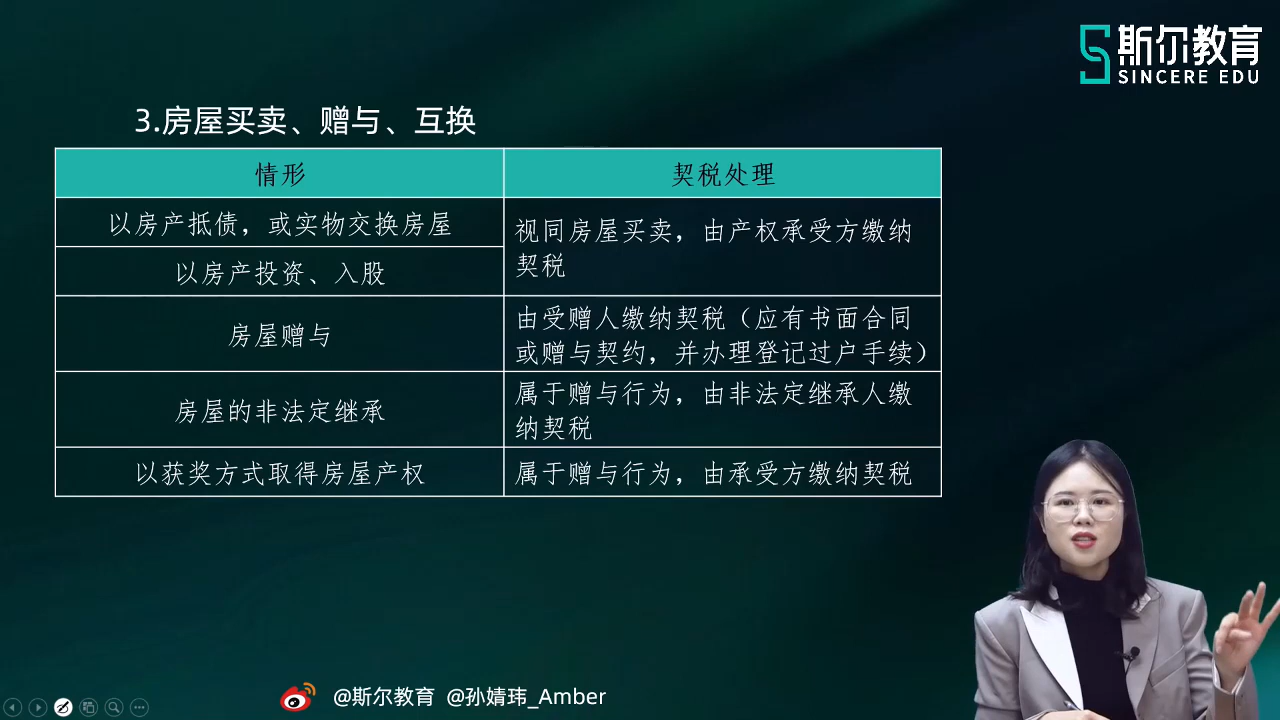 斯尔教育
SINCERE EDU
3.房屋买卖、赠与、互换
情形
契税处理
以房产抵债，或实物交换房屋
视同房屋买卖，由产权承受方缴纳
契税
以房产投资、入股
房屋赠与
由受赠人缴纳契税（应有书面合同
或赠与契约，并办理登记过户手续）
房屋的非法定继承
属于赠与行为，由非法定继承人缴
纳契税
以获奖方式取得房屋产权
属于赠与行为，由承受方缴纳契税
@斯尔教育 @孙婧玮_Amber